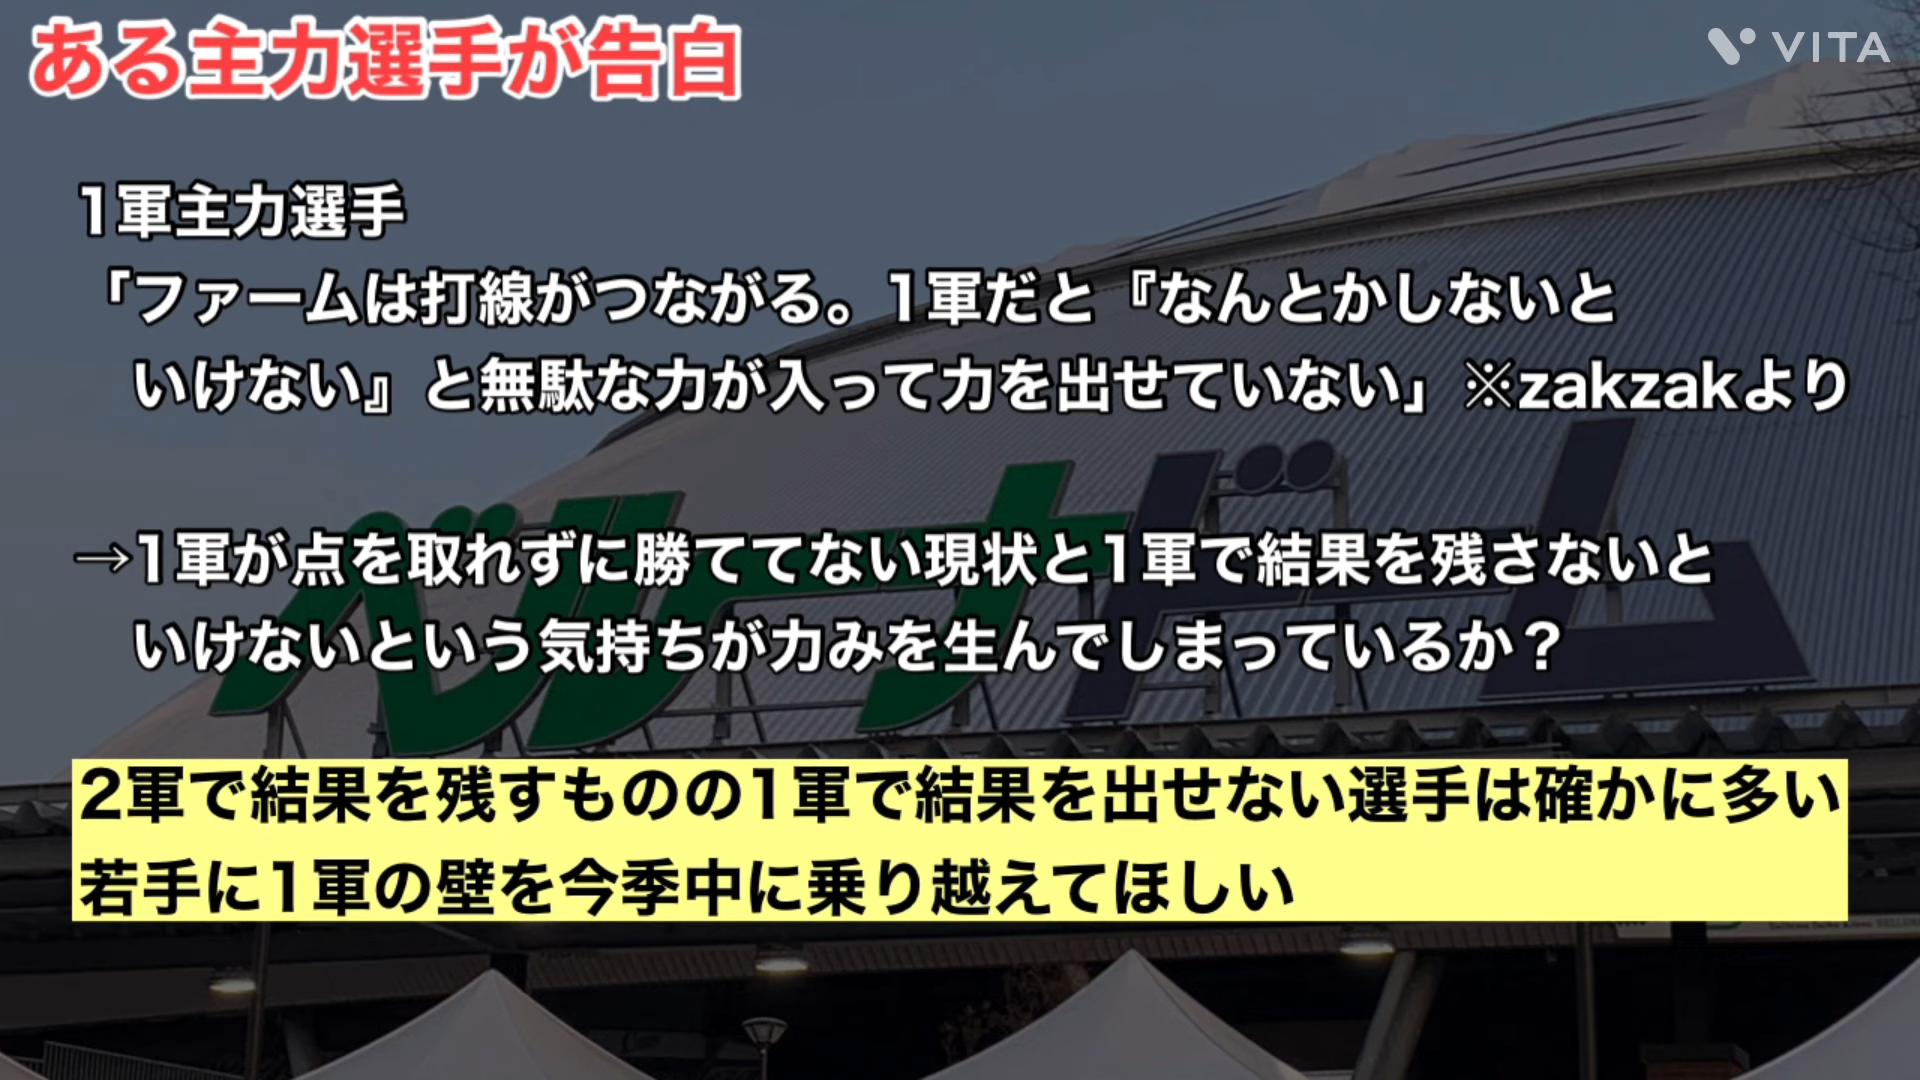 ある主力選手が告白
VITA
1軍主力選手
「ファームは打線がつながる。1軍だと『なんとかしないと
いけない』と無駄な力が入って力を出せていない」※zakzakより
→1軍が点を取れずに勝ててない現状と1軍で結果を残さないと
いけないという気持ちが力みを生んでしまっているか？
ベルーナドーム
2軍で結果を残すものの1軍で結果を出せない選手は確かに多い
若手に1軍の壁を今季中に乗り越えてほしい